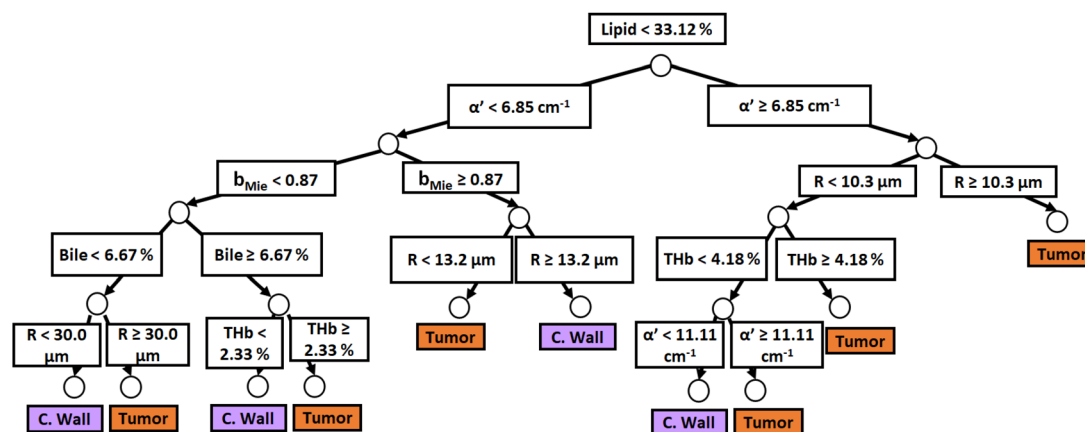 Lipid < 33.12 %
α’ < 6.85 cm⁻¹
α’ ≥ 6.85 cm⁻¹
b_Mie < 0.87
b_Mie ≥ 0.87
R < 10.3 μm
R ≥ 10.3 μm
Bile < 6.67 %
Bile ≥ 6.67 %
R < 13.2 μm
R ≥ 13.2 μm
THb < 4.18 %
THb ≥ 4.18 %
Tumor
R < 30.0
μm
R ≥ 30.0
μm
THb <
2.33 %
THb ≥
2.33 %
Tumor
C. Wall
α’ < 11.11
cm⁻¹
α’ ≥ 11.11
cm⁻¹
Tumor
C. Wall
Tumor
C. Wall
Tumor
C. Wall
Tumor